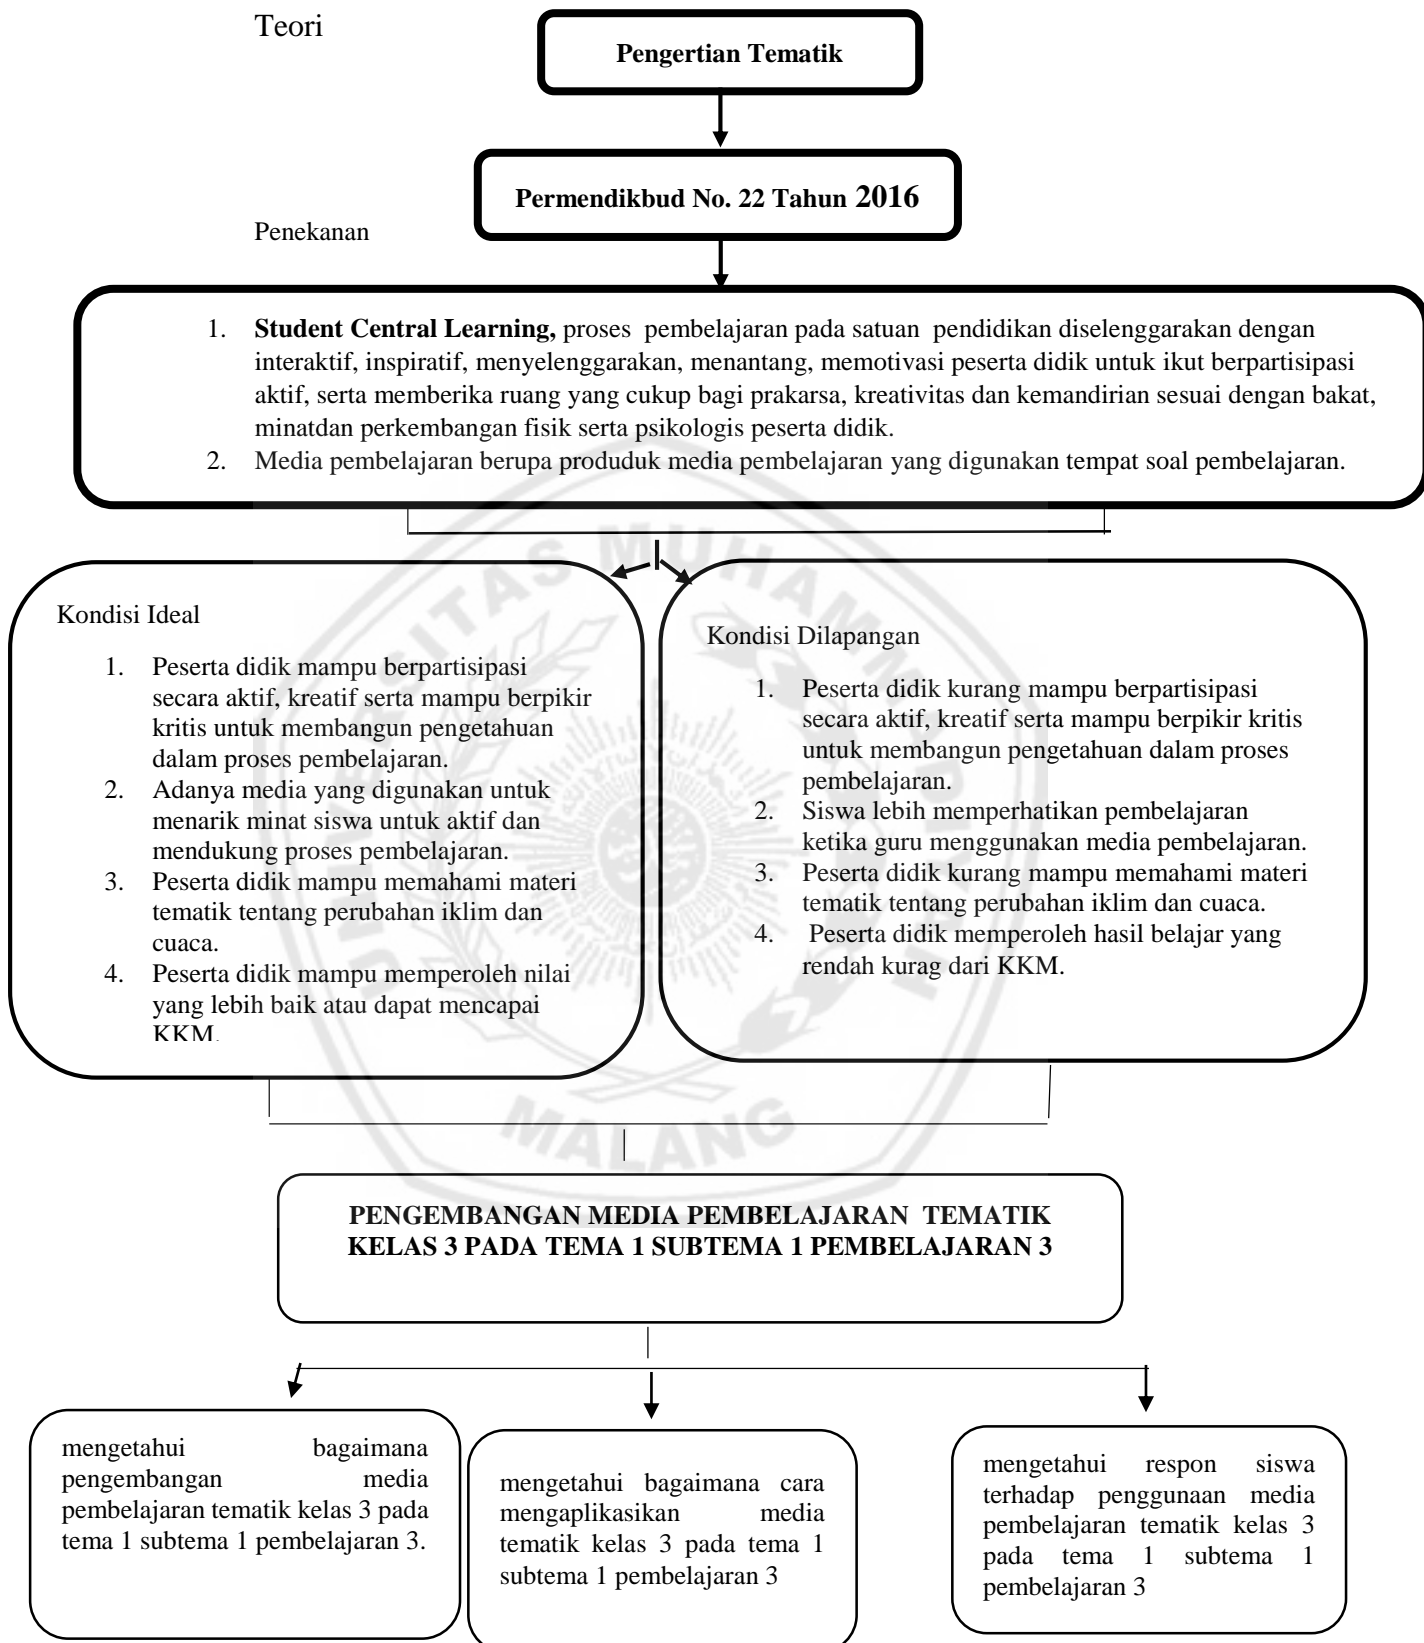 Teori
Pengertian Tematik
Permendikbud No. 22 Tahun 2016
Penekanan
1. Student Central Learning, proses pembelajaran pada satuan pendidikan diselenggarakan dengan
interaktif, inspiratif, menyelenggarakan, menantang, memotivasi peserta didik untuk ikut berpartisipasi
aktif, serta memberika ruang yang cukup bagi prakarsa, kreativitas dan kemandirian sesuai dengan bakat,
minatdan perkembangan fisik serta psikologis peserta didik.
2. Media pembelajaran berupa produduk media pembelajaran yang digunakan tempat soal pembelajaran.
Kondisi Ideal
1. Peserta didik mampu berpartisipasi
secara aktif, kreatif serta mampu berpikir
kritis untuk membangun pengetahuan
dalam proses pembelajaran.
2. Adanya media yang digunakan untuk
menarik minat siswa untuk aktif dan
mendukung proses pembelajaran.
3. Peserta didik mampu memahami materi
tematik tentang perubahan iklim dan
cuaca.
4. Peserta didik mampu memperoleh nilai
yang lebih baik atau dapat mencapai
KKM.
Kondisi Dilapangan
1. Peserta didik kurang mampu berpartisipasi
secara aktif, kreatif serta mampu berpikir kritis
untuk membangun pengetahuan dalam proses
pembelajaran.
2. Siswa lebih memperhatikan pembelajaran
ketika guru menggunakan media pembelajaran.
3. Peserta didik kurang mampu memahami materi
tematik tentang perubahan iklim dan cuaca.
4. Peserta didik memperoleh hasil belajar yang
rendah kurag dari KKM.
UNIVERSITAS MUHAMMADIYAH
MALANG
PENGEMBANGAN MEDIA PEMBELAJARAN TEMATIK
KELAS 3 PADA TEMA 1 SUBTEMA 1 PEMBELAJARAN 3
mengetahui bagaimana
pengembangan media
pembelajaran tematik kelas 3 pada
tema 1 subtema 1 pembelajaran 3.
mengetahui bagaimana cara
mengaplikasikan media
tematik kelas 3 pada tema 1
subtema 1 pembelajaran 3
mengetahui respon siswa
terhadap penggunaan media
pembelajaran tematik kelas 3
pada tema 1 subtema 1
pembelajaran 3